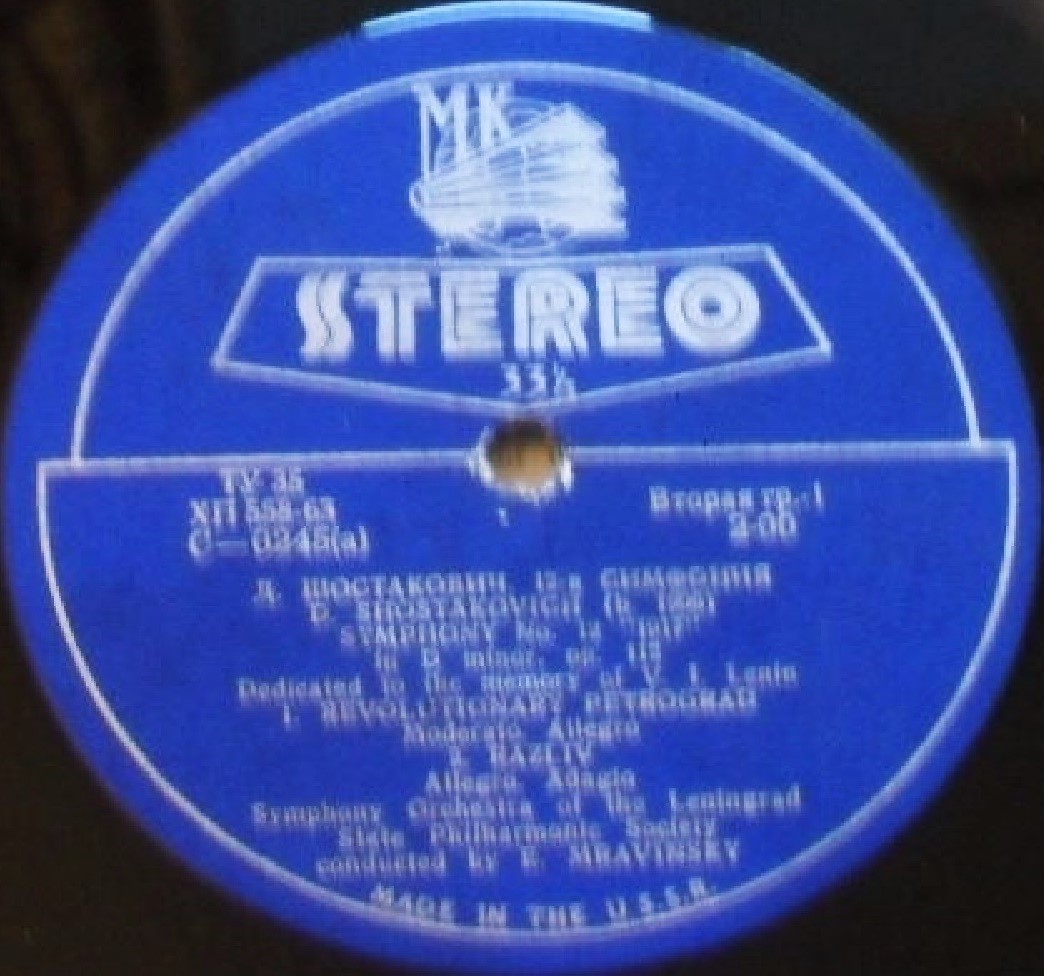 МК
STEREO
33⅓
ТУ 35
ХП 558-63
С—0245(a)
Вторая гр.-1
2-00
Д. ШОСТАКОВИЧ, 12-я СИМФОНИЯ
D. SHOSTAKOVICH (b. 1906)
SYMPHONY No. 12 "1917"
in D minor, op. 112
Dedicated to the memory of V. I. Lenin
1. REVOLUTIONARY PETROGRAD
Moderato, Allegro
2. RAZLIV
Allegro, Adagio
Symphony Orchestra of the Leningrad
State Philharmonic Society
conducted by E. MRAVINSKY
MADE IN THE U.S.S.R.